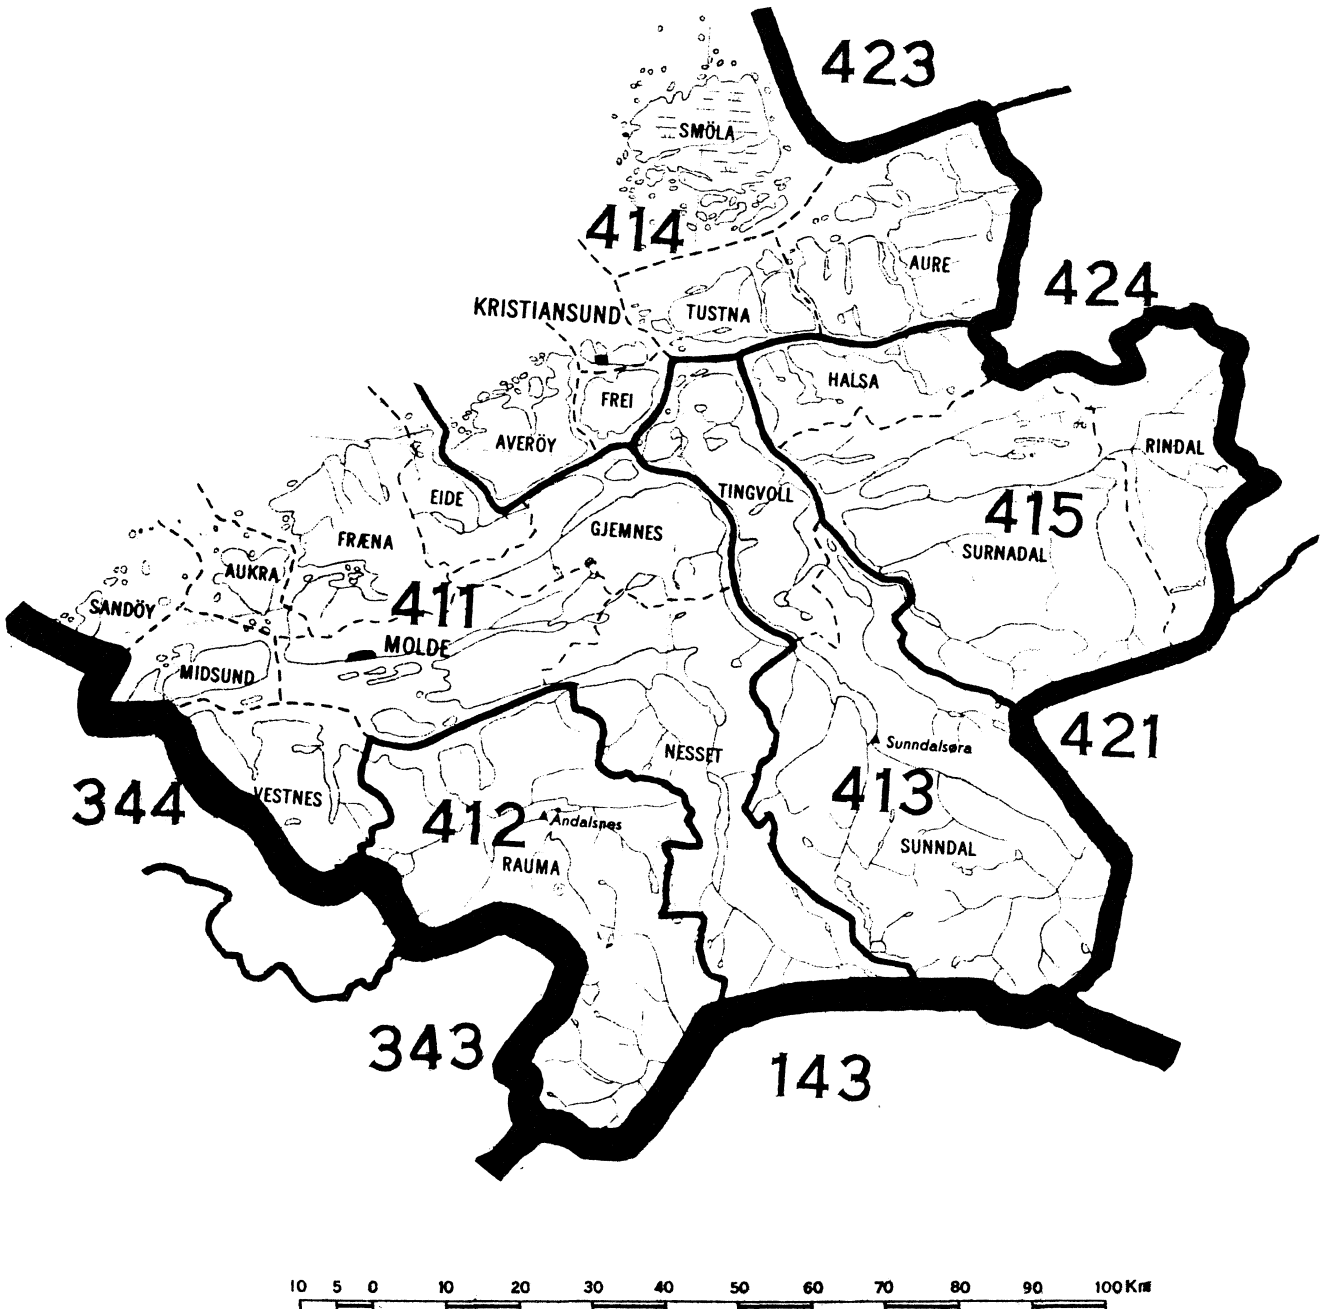 423
SMÖLA
414
AURE
424
KRISTIANSUND
TUSTNA
HALSA
FREI
AVERÖY
RINDAL
EIDE
TINGVOLL
415
FRÆNA
GJEMNES
SURNADAL
AUKRA
411
SANDÖY
MOLDE
MIDSUND
421
Sunndalsøra
NESSET
344
VESTNES
413
412
Åndalsnes
SUNNDAL
RAUMA
343
143
10 5 0 10 20 30 40 50 60 70 80 90 100 Km